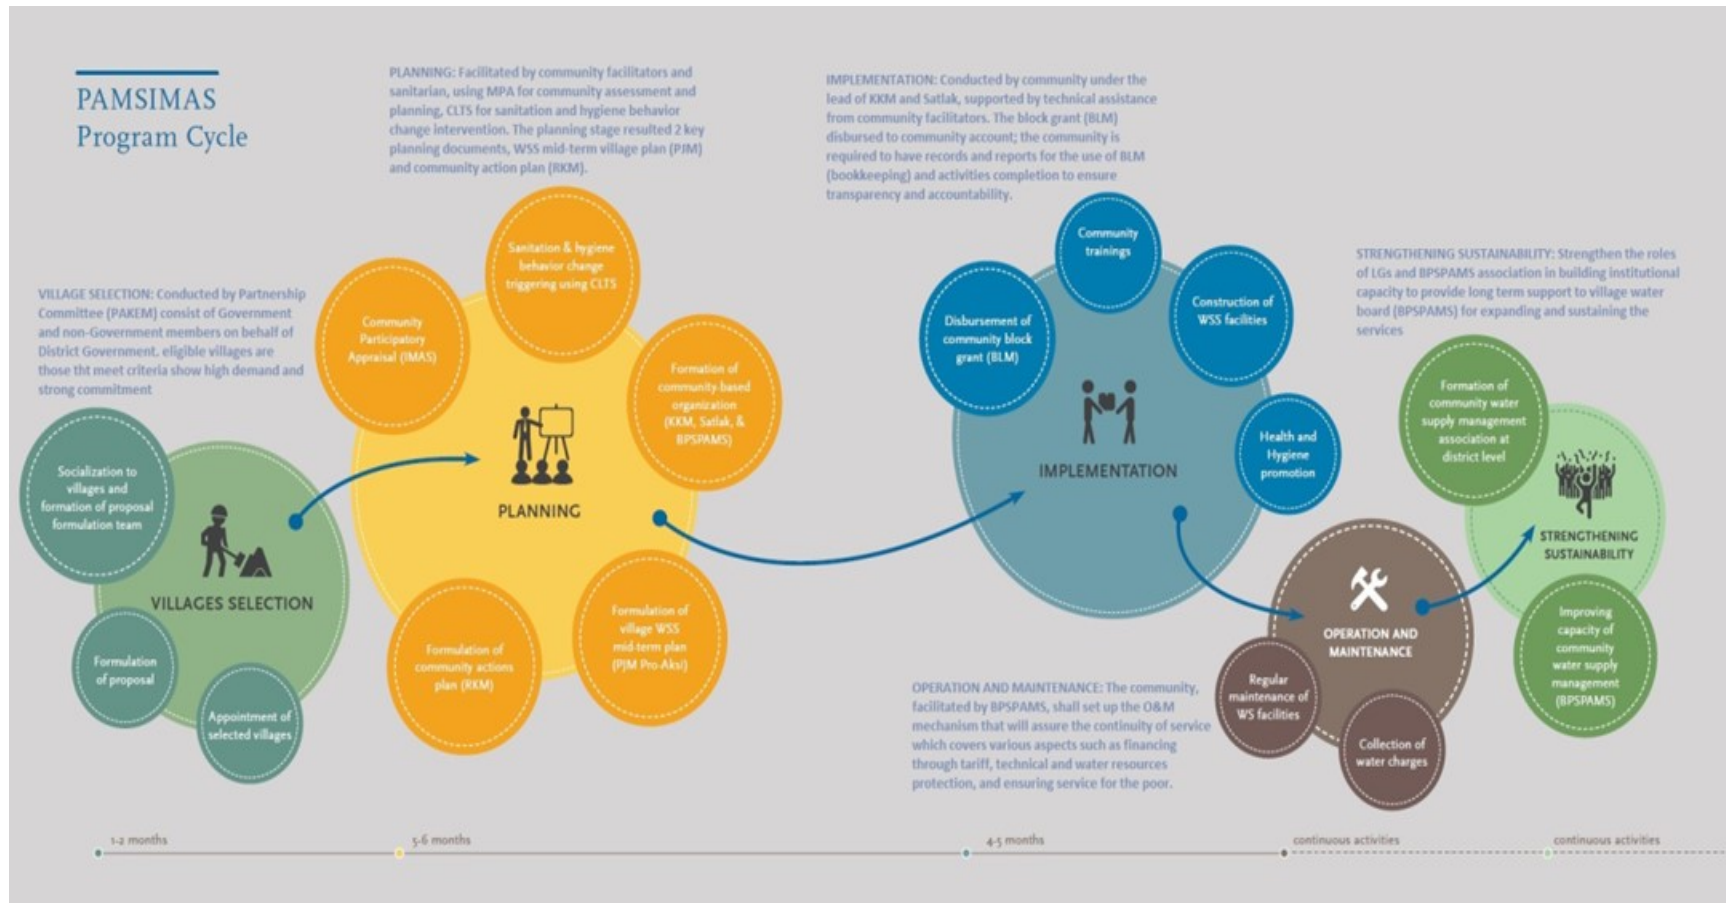 PAMSIMAS
Program Cycle
VILLAGE SELECTION: Conducted by Partnership
Committee (PAKEM) consist of Government
and non-Government members on behalf of
District Government. eligible villages are
those tht meet criteria show high demand and
strong commitment
Socialization to
villages and
formation of proposal
formulation team
VILLAGES SELECTION
Formulation
of proposal
Appointment of
selected villages
PLANNING: Facilitated by community facilitators and
sanitarian, using MPA for community assessment and
planning, CLTS for sanitation and hygiene behavior
change intervention. The planning stage resulted 2 key
planning documents, WSS mid-term village plan (PJM)
and community action plan (RKM).
Community
Participatory
Appraisal (IMAS)
Sanitation & hygiene
behavior change
triggering using CLTS
Formation of
community-based
organization
(KKM, Satlak, &
BPSPAMS)
PLANNING
Formulation of
community actions
plan (RKM)
Formulation of
village WSS
mid-term plan
(PJM Pro-Aksi)
IMPLEMENTATION: Conducted by community under the
lead of KKM and Satlak, supported by technical assistance
from community facilitators. The block grant (BLM)
disbursed to community account; the community is
required to have records and reports for the use of BLM
(bookkeeping) and activities completion to ensure
transparency and accountability.
Disbursement of
community block
grant (BLM)
Community
trainings
Construction of
WSS facilities
Health and
Hygiene
promotion
IMPLEMENTATION
OPERATION AND MAINTENANCE: The community,
facilitated by BPSPAMS, shall set up the O&M
mechanism that will assure the continuity of service
which covers various aspects such as financing
through tariff, technical and water resources
protection, and ensuring service for the poor.
OPERATION AND
MAINTENANCE
Regular
maintenance of
WS facilities
Collection of
water charges
STRENGTHENING SUSTAINABILITY: Strengthen the roles
of LGs and BPSPAMS association in building institutional
capacity to provide long term support to village water
board (BPSPAMS) for expanding and sustaining the
services
Formation of
community water
supply management
association at
district level
STRENGTHENING
SUSTAINABILITY
Improving
capacity of
community
water supply
management
(BPSPAMS)
1-2 months
5-6 months
4-5 months
continuous activities
continuous activities